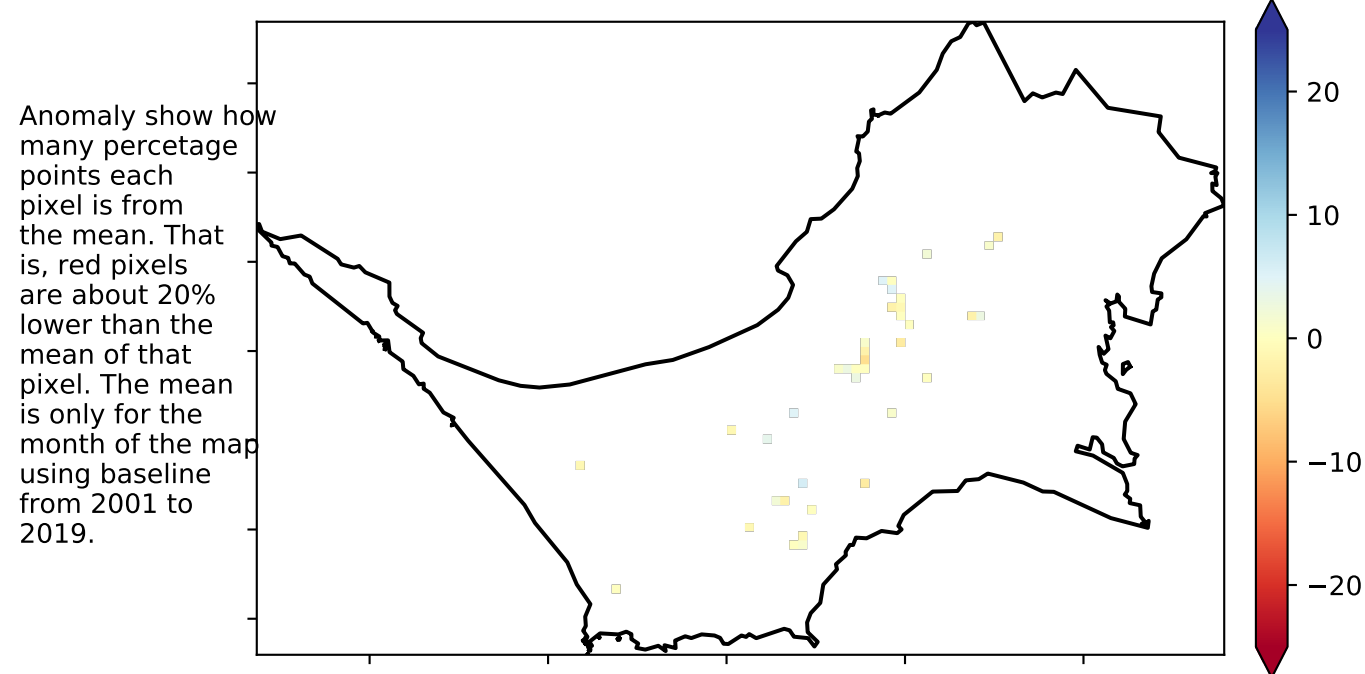 Anomaly show how
many percetage
points each
pixel is from
the mean. That
is, red pixels
are about 20%
lower than the
mean of that
pixel. The mean
is only for the
month of the map
using baseline
from 2001 to
2019.
20
10
0
−10
−20